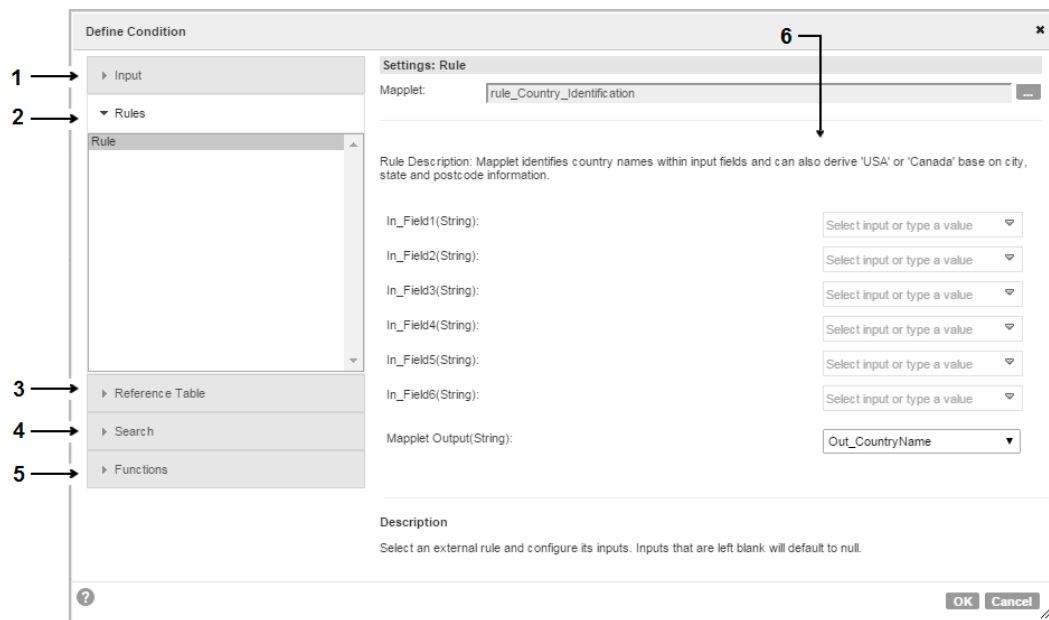 Define Condition
6
1
Input
2
Rules
Rule
3
Reference Table
4
Search
5
Functions
Settings: Rule
Mapplet:
rule_Country_Identification
...
Rule Description: Mapplet identifies country names within input fields and can also derive 'USA' or 'Canada' base on city,
state and postcode information.
In_Field1(String):
Select input or type a value
In_Field2(String):
Select input or type a value
In_Field3(String):
Select input or type a value
In_Field4(String):
Select input or type a value
In_Field5(String):
Select input or type a value
In_Field6(String):
Select input or type a value
Mapplet Output(String):
Out_CountryName
Description
Select an external rule and configure its inputs. Inputs that are left blank will default to null.
?
OK
Cancel